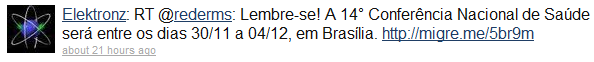 Elektronz: RT @rederms: Lembre-se! A 14° Conferência Nacional de Saúde
será entre os dias 30/11 a 04/12, em Brasília. http://migre.me/5br9m
about 21 hours ago